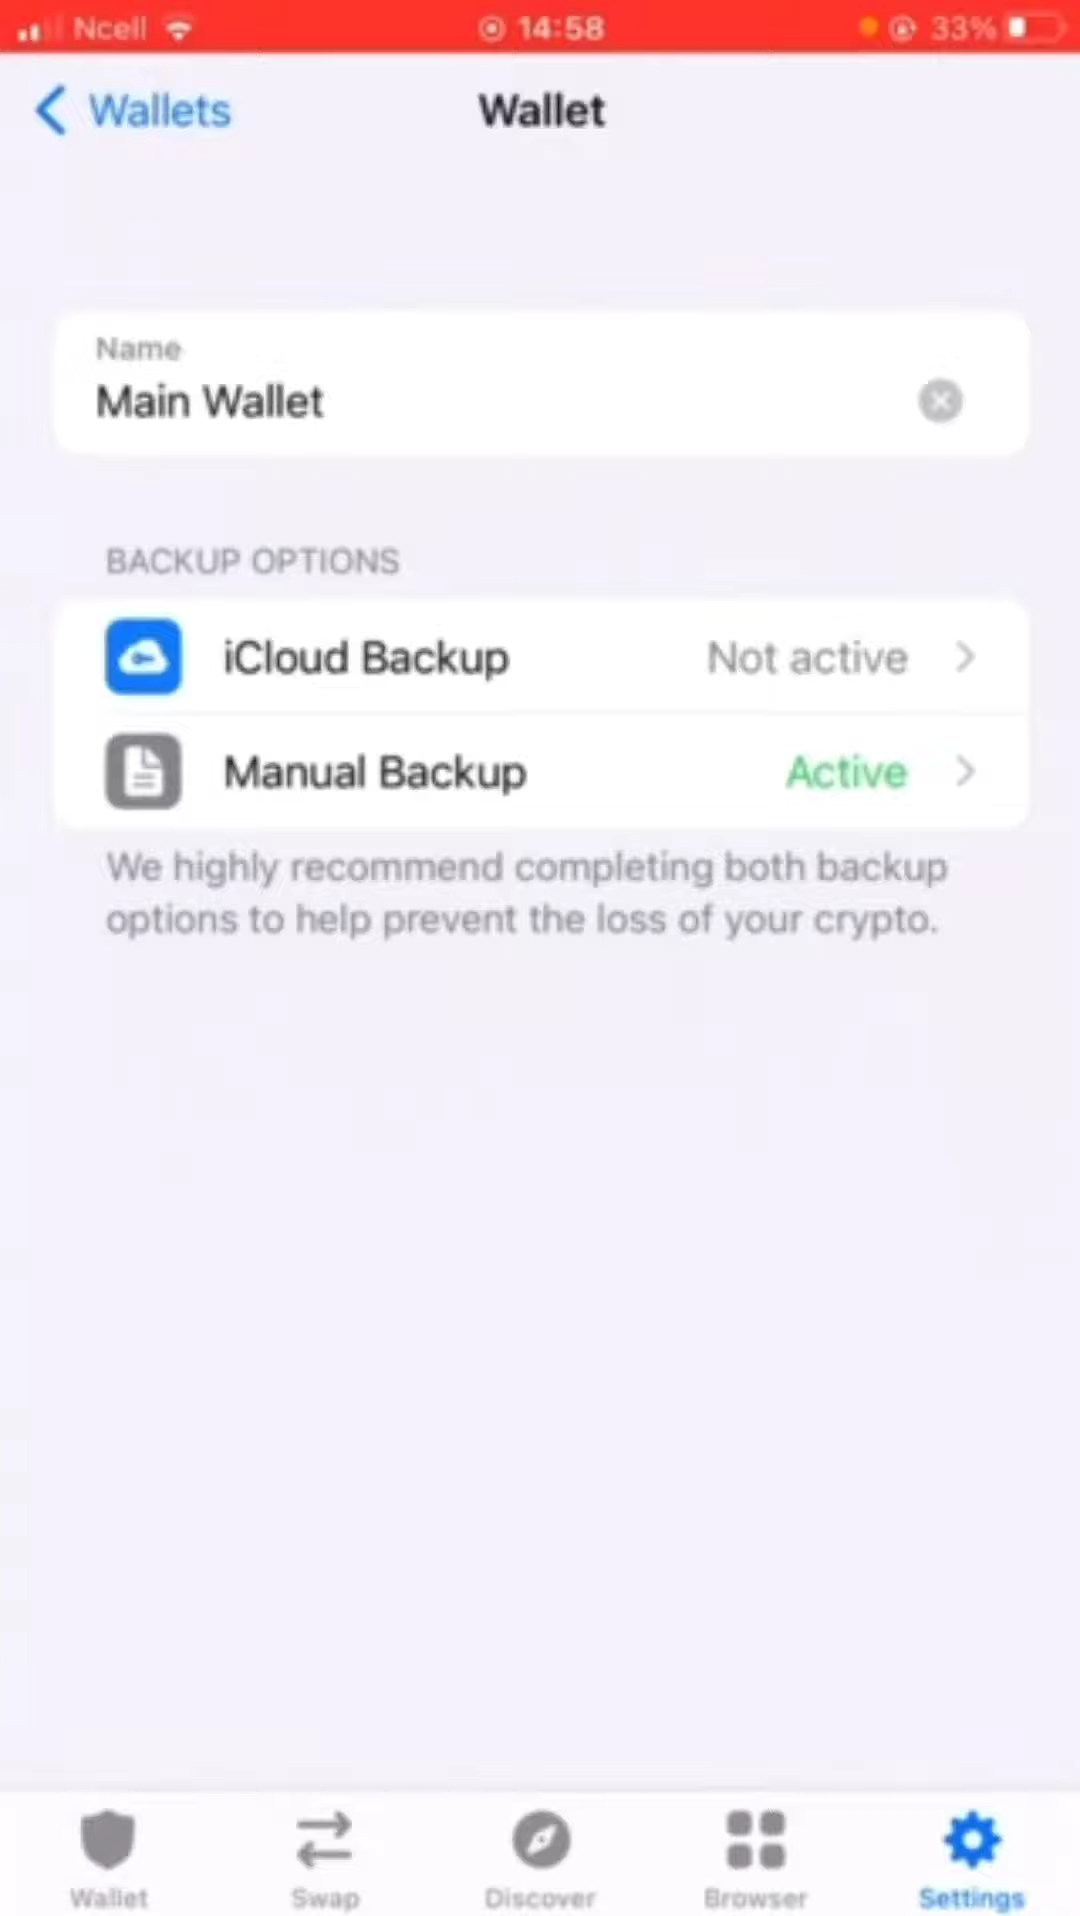 Ncell 14:58 33%
Wallets Wallet
Name
Main Wallet
BACKUP OPTIONS
iCloud Backup Not active
Manual Backup Active
We highly recommend completing both backup
options to help prevent the loss of your crypto.
Wallet Swap Discover Browser Settings